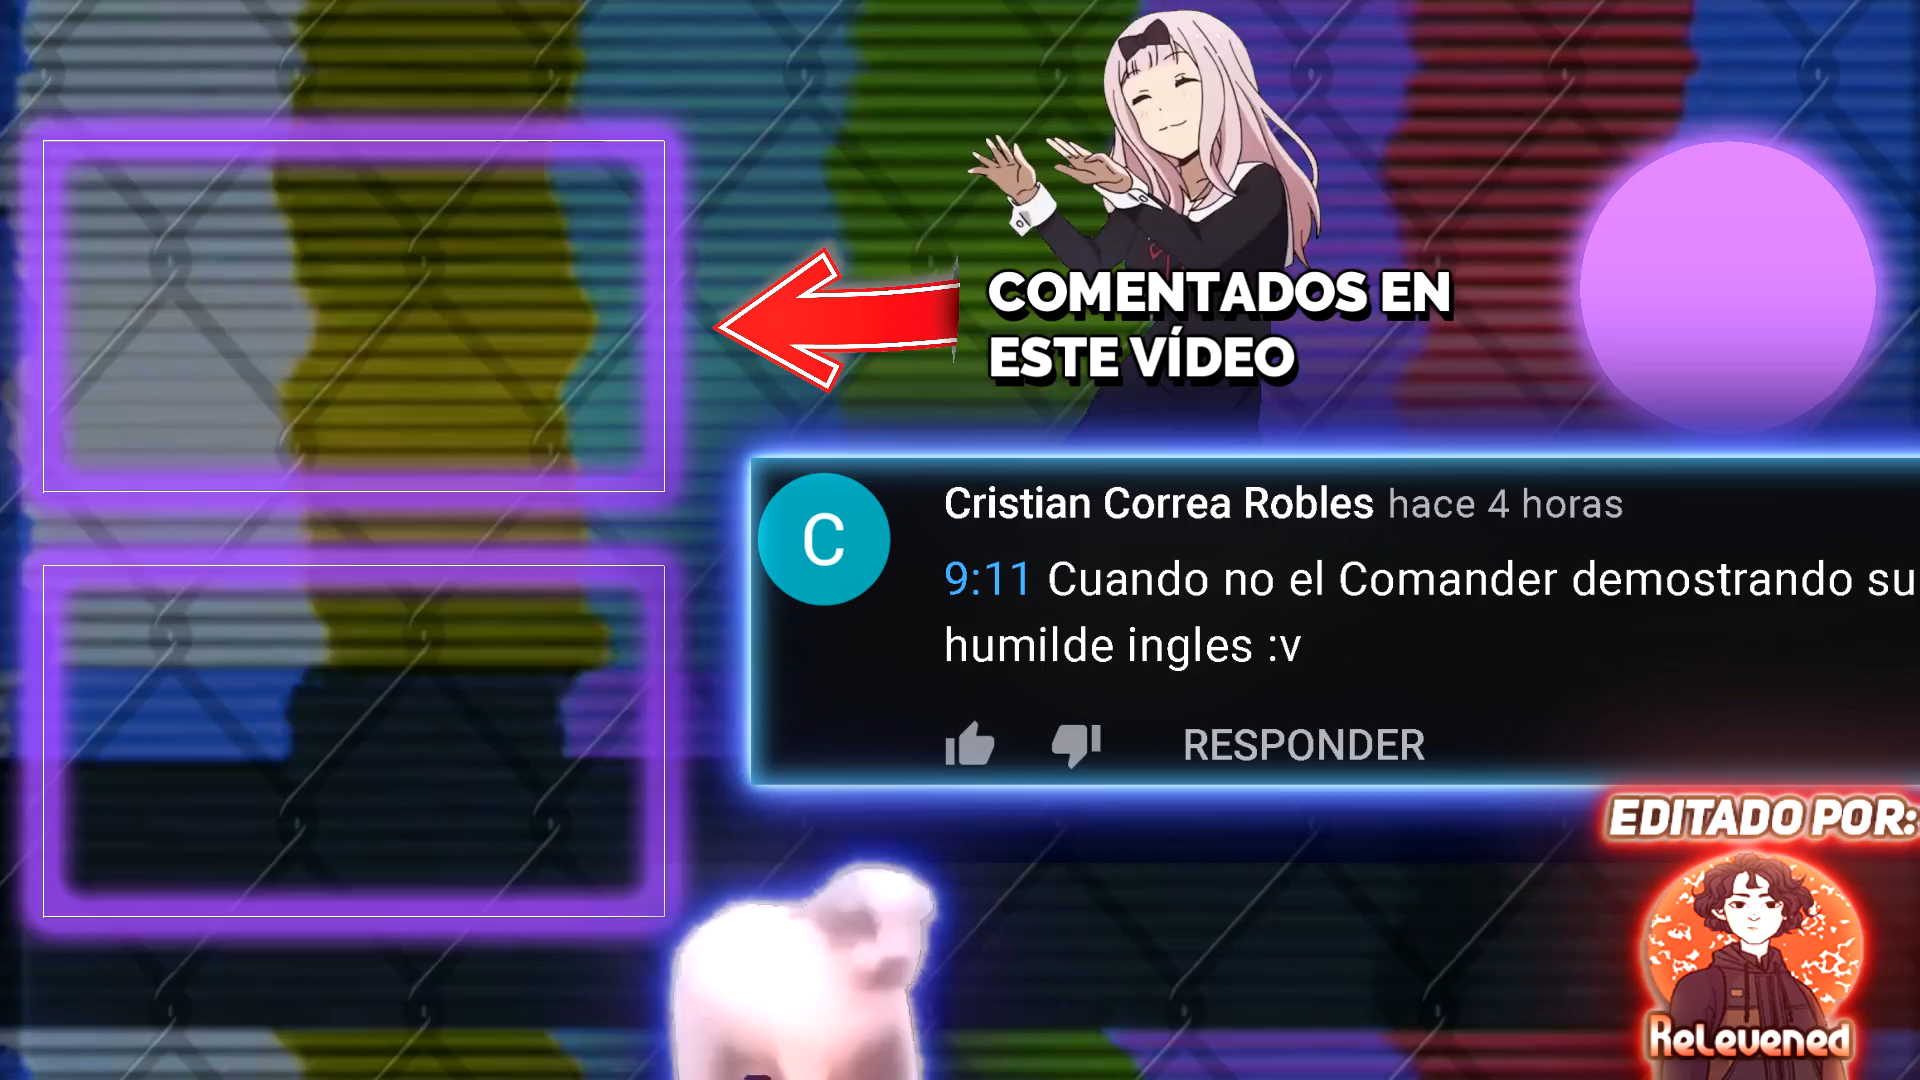 COMENTADOS EN
ESTE VÍDEO
C
Cristian Correa Robles hace 4 horas
9:11 Cuando no el Comander demostrando su
humilde ingles :v
RESPONDER
EDITADO POR:
ReLevened